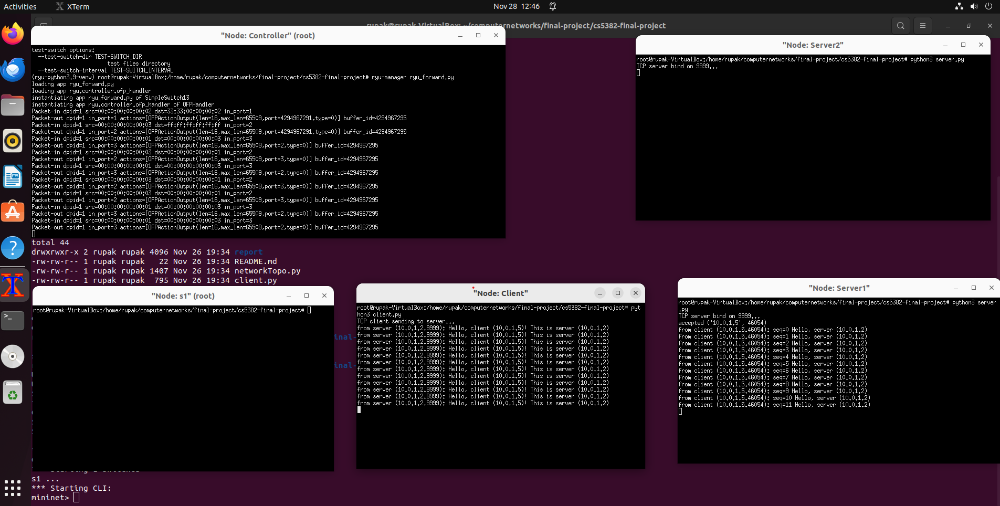 Activities
XTerm
Nov 28 12:46
rupak@rupak-VirtualBox: ~/computernetworks/final-project/cs5382-final-project
"Node: Controller" (root)
test-switch options:
--test-switch-dir TEST-SWITCH_DIR
test files directory
--test-switch-interval TEST-SWITCH_INTERVAL
(ryu-python3.9-venv) root@rupak-VirtualBox:/home/rupak/computernetworks/final-project/cs5382-final-project# ryu-manager ryu_forward.py
loading app ryu_forward.py
loading app ryu.controller.ofp_handler
instantiating app ryu_forward.py of SimpleSwitch13
instantiating app ryu.controller.ofp_handler of OFPHandler
Packet-in dpid=1 src=00:00:00:00:00:02 dst=33:33:00:00:00:02 in_port=1
Packet-out dpid=1 in_port=1 actions=[OFPActionOutput(len=16,max_len=65509,port=4294967291,type=0)] buffer_id=4294967295
Packet-in dpid=1 src=00:00:00:00:00:03 dst=ff:ff:ff:ff:ff:ff in_port=2
Packet-out dpid=1 in_port=2 actions=[OFPActionOutput(len=16,max_len=65509,port=4294967291,type=0)] buffer_id=4294967295
Packet-in dpid=1 src=00:00:00:00:00:01 dst=00:00:00:00:00:03 in_port=3
Packet-out dpid=1 in_port=3 actions=[OFPActionOutput(len=16,max_len=65509,port=2,type=0)] buffer_id=4294967295
Packet-in dpid=1 src=00:00:00:00:00:03 dst=00:00:00:00:00:01 in_port=2
Packet-out dpid=1 in_port=2 actions=[OFPActionOutput(len=16,max_len=65509,port=3,type=0)] buffer_id=4294967295
Packet-in dpid=1 src=00:00:00:00:00:01 dst=00:00:00:00:00:03 in_port=3
Packet-out dpid=1 in_port=3 actions=[OFPActionOutput(len=16,max_len=65509,port=2,type=0)] buffer_id=4294967295
Packet-in dpid=1 src=00:00:00:00:00:03 dst=00:00:00:00:00:01 in_port=2
Packet-out dpid=1 in_port=2 actions=[OFPActionOutput(len=16,max_len=65509,port=3,type=0)] buffer_id=4294967295
Packet-in dpid=1 src=00:00:00:00:00:03 dst=00:00:00:00:00:01 in_port=2
Packet-out dpid=1 in_port=2 actions=[OFPActionOutput(len=16,max_len=65509,port=3,type=0)] buffer_id=4294967295
Packet-in dpid=1 src=00:00:00:00:00:01 dst=00:00:00:00:00:03 in_port=3
Packet-out dpid=1 in_port=3 actions=[OFPActionOutput(len=16,max_len=65509,port=2,type=0)] buffer_id=4294967295
Packet-in dpid=1 src=00:00:00:00:00:01 dst=00:00:00:00:00:03 in_port=3
Packet-out dpid=1 in_port=3 actions=[OFPActionOutput(len=16,max_len=65509,port=2,type=0)] buffer_id=4294967295
"Node: Server2"
root@rupak-VirtualBox:/home/rupak/computernetworks/final-project/cs5382-final-project# python3 server.py
TCP server bind on 9999...
total 44
drwxrwxr-x 2 rupak rupak 4096 Nov 26 19:34 report
-rw-rw-r-- 1 rupak rupak 22 Nov 26 19:34 README.md
-rw-rw-r-- 1 rupak rupak 1407 Nov 26 19:34 networkTopo.py
-rw-rw-r-- 1 rupak rupak 795 Nov 26 19:34 client.py
"Node: s1" (root)
root@rupak-VirtualBox:/home/rupak/computernetworks/final-project/cs5382-final-project#
inal-
inal-
"Node: Client"
root@rupak-VirtualBox:/home/rupak/computernetworks/final-project/cs5382-final-project# pyt
hon3 client.py
TCP client sending to server...
from server (10.0.1.2.9999): Hello, client (10.0.1.5)! This is server (10.0.1.2)
from server (10.0.1.2.9999): Hello, client (10.0.1.5)! This is server (10.0.1.2)
from server (10.0.1.2.9999): Hello, client (10.0.1.5)! This is server (10.0.1.2)
from server (10.0.1.2.9999): Hello, client (10.0.1.5)! This is server (10.0.1.2)
from server (10.0.1.2.9999): Hello, client (10.0.1.5)! This is server (10.0.1.2)
from server (10.0.1.2.9999): Hello, client (10.0.1.5)! This is server (10.0.1.2)
from server (10.0.1.2.9999): Hello, client (10.0.1.5)! This is server (10.0.1.2)
from server (10.0.1.2.9999): Hello, client (10.0.1.5)! This is server (10.0.1.2)
from server (10.0.1.2.9999): Hello, client (10.0.1.5)! This is server (10.0.1.2)
from server (10.0.1.2.9999): Hello, client (10.0.1.5)! This is server (10.0.1.2)
from server (10.0.1.2.9999): Hello, client (10.0.1.5)! This is server (10.0.1.2)
from server (10.0.1.2.9999): Hello, client (10.0.1.5)! This is server (10.0.1.2)
"Node: Server1"
root@rupak-VirtualBox:/home/rupak/computernetworks/final-project/cs5382-final-project# python3 server
.py
TCP server bind on 9999...
accepted ('10.0.1.5', 46054)
from client (10.0.1.5.46054): seq=0 Hello, server (10.0.1.2)
from client (10.0.1.5.46054): seq=1 Hello, server (10.0.1.2)
from client (10.0.1.5.46054): seq=2 Hello, server (10.0.1.2)
from client (10.0.1.5.46054): seq=3 Hello, server (10.0.1.2)
from client (10.0.1.5.46054): seq=4 Hello, server (10.0.1.2)
from client (10.0.1.5.46054): seq=5 Hello, server (10.0.1.2)
from client (10.0.1.5.46054): seq=6 Hello, server (10.0.1.2)
from client (10.0.1.5.46054): seq=7 Hello, server (10.0.1.2)
from client (10.0.1.5.46054): seq=8 Hello, server (10.0.1.2)
from client (10.0.1.5.46054): seq=9 Hello, server (10.0.1.2)
from client (10.0.1.5.46054): seq=10 Hello, server (10.0.1.2)
from client (10.0.1.5.46054): seq=11 Hello, server (10.0.1.2)
s1 ...
*** Starting CLI:
mininet>